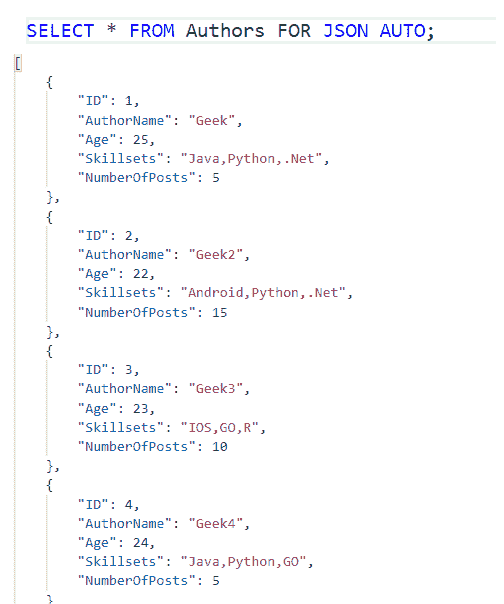 SELECT * FROM Authors FOR JSON AUTO;
[
    {
        "ID": 1,
        "AuthorName": "Geek",
        "Age": 25,
        "Skillsets": "Java,Python,.Net",
        "NumberOfPosts": 5
    },
    {
        "ID": 2,
        "AuthorName": "Geek2",
        "Age": 22,
        "Skillsets": "Android,Python,.Net",
        "NumberOfPosts": 15
    },
    {
        "ID": 3,
        "AuthorName": "Geek3",
        "Age": 23,
        "Skillsets": "IOS,GO,R",
        "NumberOfPosts": 10
    },
    {
        "ID": 4,
        "AuthorName": "Geek4",
        "Age": 24,
        "Skillsets": "Java,Python,GO",
        "NumberOfPosts": 5
    }